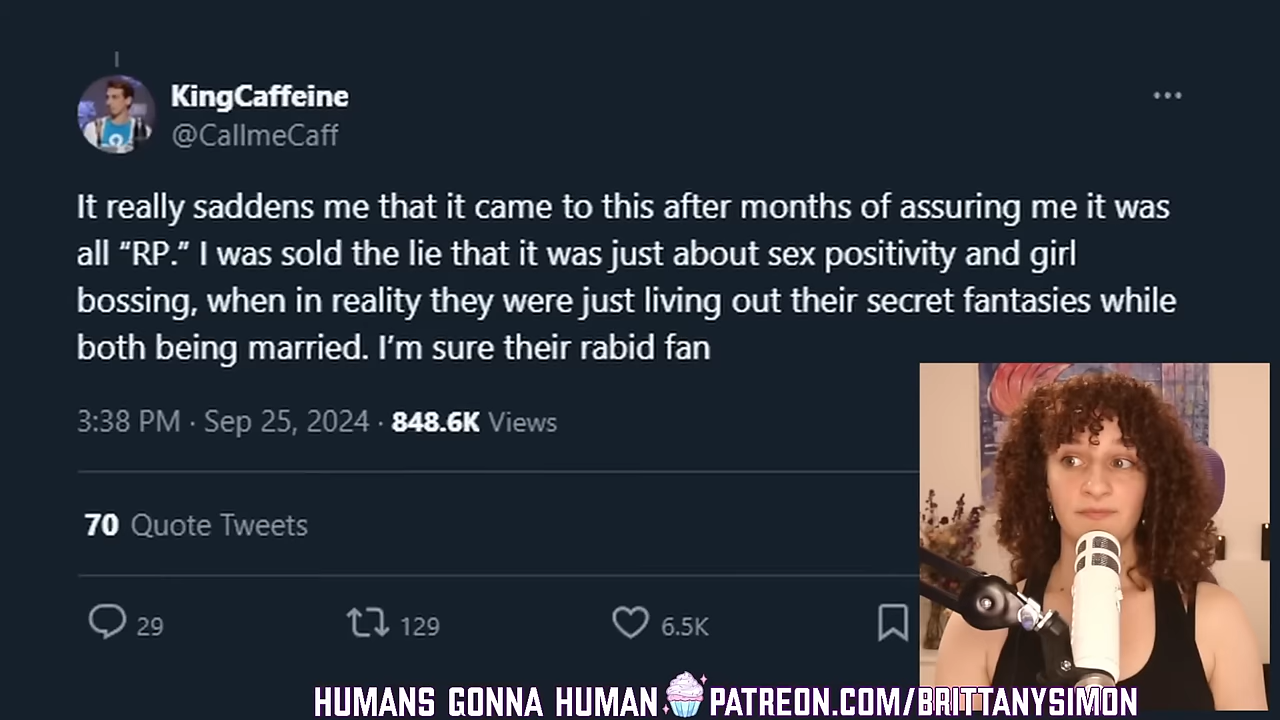 KingCaffeine
@CallmeCaff
It really saddens me that it came to this after months of assuring me it was
all “RP.” I was sold the lie that it was just about sex positivity and girl
bossing, when in reality they were just living out their secret fantasies while
both being married. I’m sure their rabid fan
3:38 PM · Sep 25, 2024 · 848.6K Views
70 Quote Tweets
29 129 6.5K
HUMANS GONNA HUMAN PATREON.COM/BRITTANYSIMON